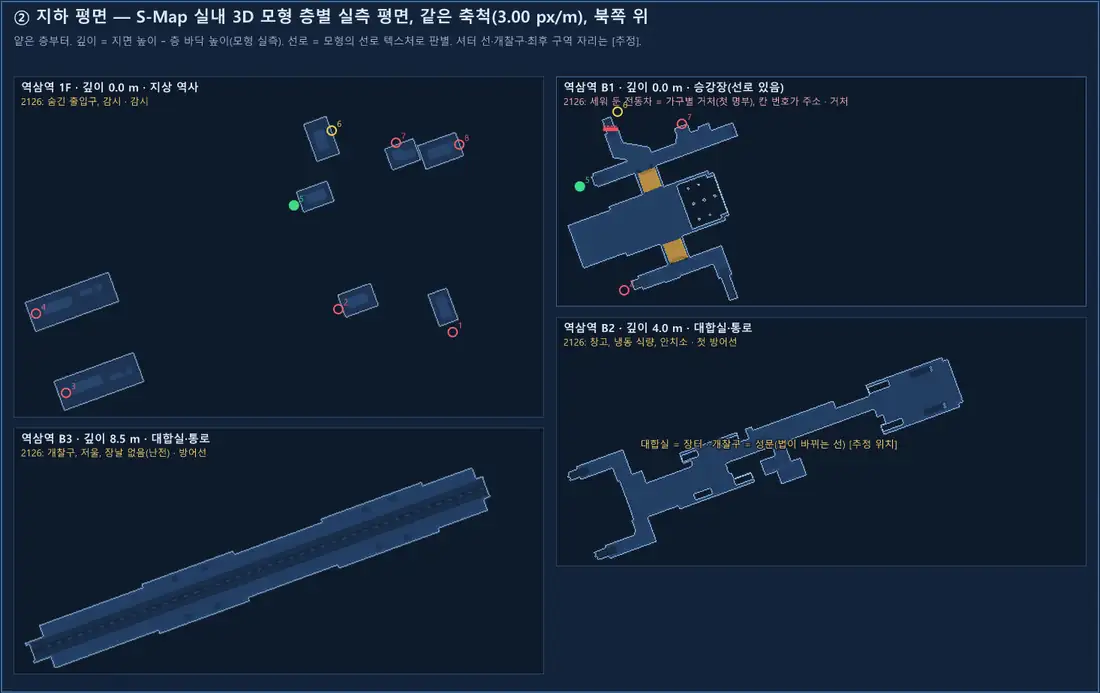 ② 지하 평면 — S-Map 실내 3D 모형 층별 실측 평면, 같은 축척(3.00 px/m), 북쪽 위
얕은 층부터. 깊이 = 지면 높이 − 층 바닥 높이(모형 실측). 선로 = 모형의 선로 텍스처로 판별. 셔터 선·개찰구·최후 구역 자리는 [추정].
역삼역 1F · 깊이 0.0 m · 지상 역사
2126: 숨긴 출입구, 감시 · 감시
6
7
8
5
4
2
1
3
역삼역 B1 · 깊이 0.0 m · 승강장(선로 있음)
2126: 세워 둔 전동차 = 가구별 거처(첫 명부), 칸 번호가 주소 · 거처
6
7
5
역삼역 B2 · 깊이 4.0 m · 대합실·통로
2126: 창고, 냉동 식량, 안치소 · 첫 방어선
대합실 = 장터 · 개찰구 = 성문(법이 바뀌는 선) [추정 위치]
역삼역 B3 · 깊이 8.5 m · 대합실·통로
2126: 개찰구, 저울, 장날 없음(난전) · 방어선